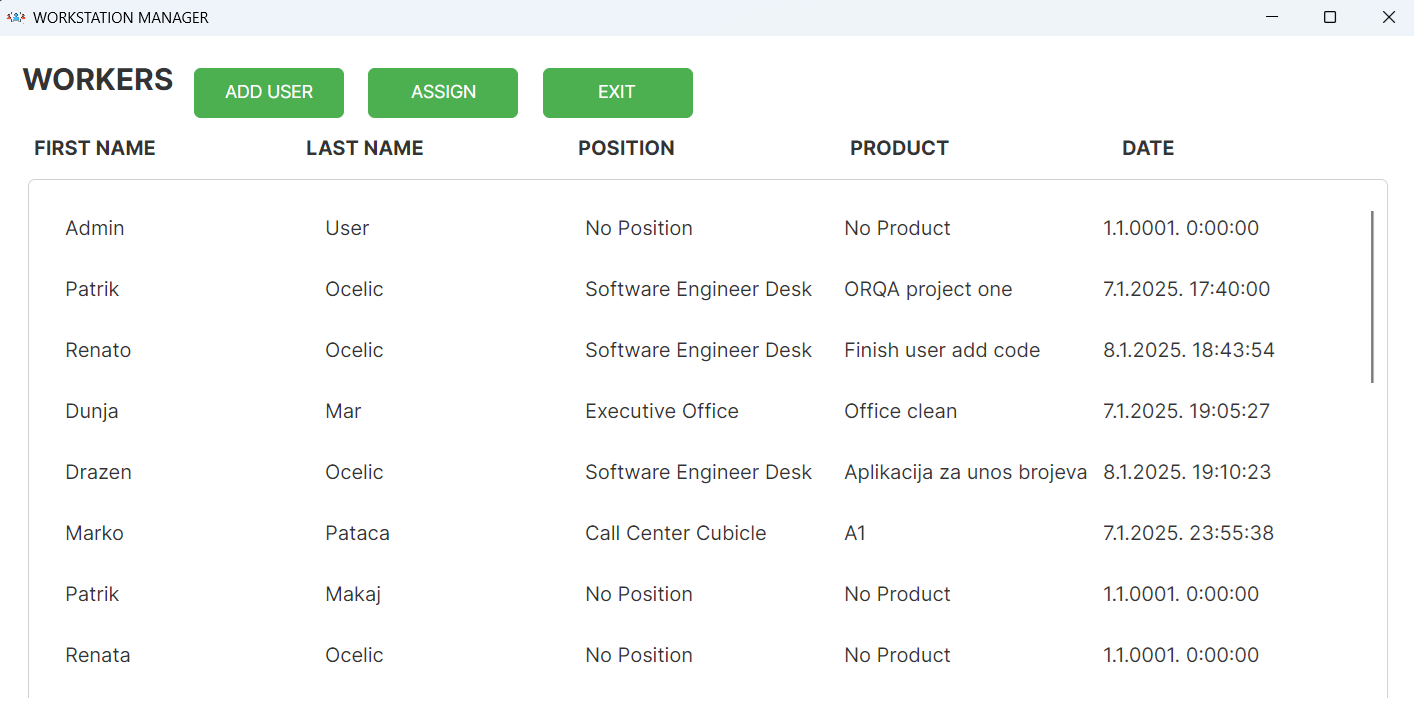 WORKSTATION MANAGER
WORKERS ADD USER ASSIGN EXIT
FIRST NAME LAST NAME POSITION PRODUCT DATE
Admin User No Position No Product 1.1.0001. 0:00:00
Patrik Ocelic Software Engineer Desk ORQA project one 7.1.2025. 17:40:00
Renato Ocelic Software Engineer Desk Finish user add code 8.1.2025. 18:43:54
Dunja Mar Executive Office Office clean 7.1.2025. 19:05:27
Drazen Ocelic Software Engineer Desk Aplikacija za unos brojeva 8.1.2025. 19:10:23
Marko Pataca Call Center Cubicle A1 7.1.2025. 23:55:38
Patrik Makaj No Position No Product 1.1.0001. 0:00:00
Renata Ocelic No Position No Product 1.1.0001. 0:00:00